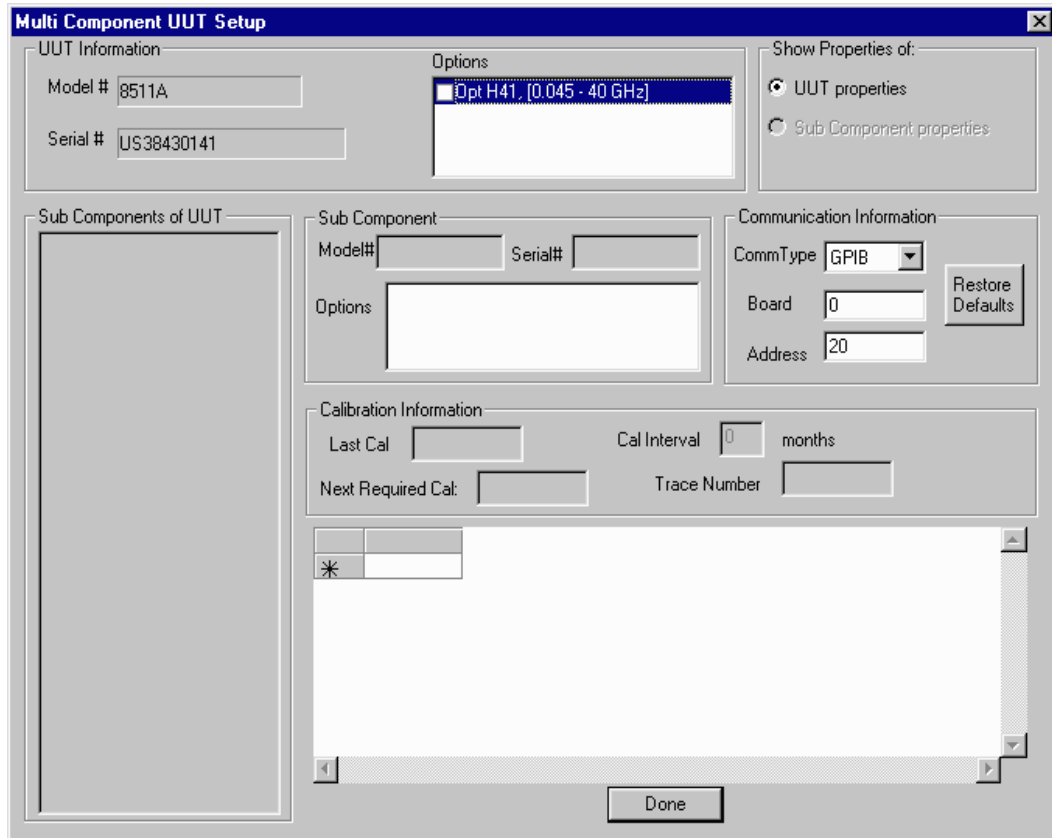 Multi Component UUT Setup
UUT Information
Model # 8511A
Serial # US38430141
Options
Opt H41, [0.045 - 40 GHz]
Show Properties of:
UUT properties
Sub Component properties
Sub Components of UUT
Sub Component
Model# Serial#
Options
Communication Information
CommType GPIB
Board 0
Address 20
Restore
Defaults
Calibration Information
Last Cal Cal Interval 0 months
Next Required Cal: Trace Number
Done